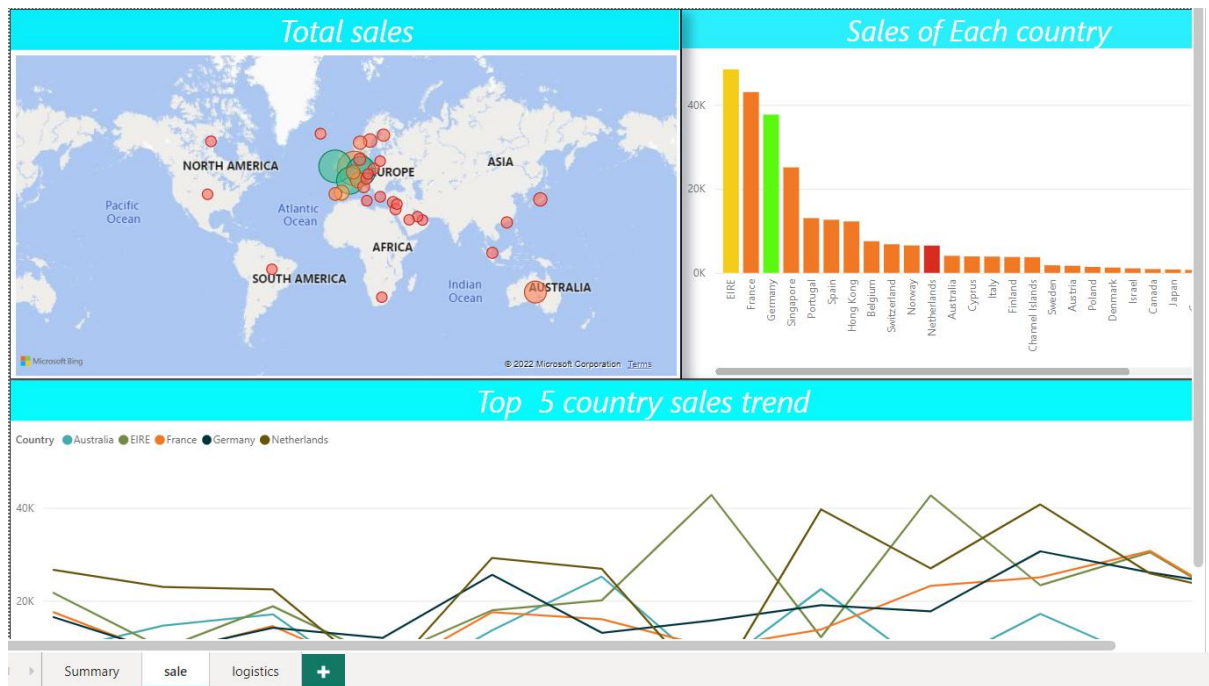 Total sales
NORTH AMERICA
EUROPE
ASIA
Pacific
Ocean
Atlantic
Ocean
AFRICA
SOUTH AMERICA
Indian
Ocean
AUSTRALIA
Microsoft Bing
© 2022 Microsoft Corporation Terms
Sales of Each country
40K
20K
0K
EIRE
France
Germany
Singapore
Portugal
Spain
Hong Kong
Belgium
Switzerland
Norway
Netherlands
Australia
Cyprus
Italy
Finland
Channel Islands
Sweden
Austria
Poland
Denmark
Israel
Canada
Japan
Top 5 country sales trend
Country Australia EIRE France Germany Netherlands
40K
20K
Summary sale logistics +